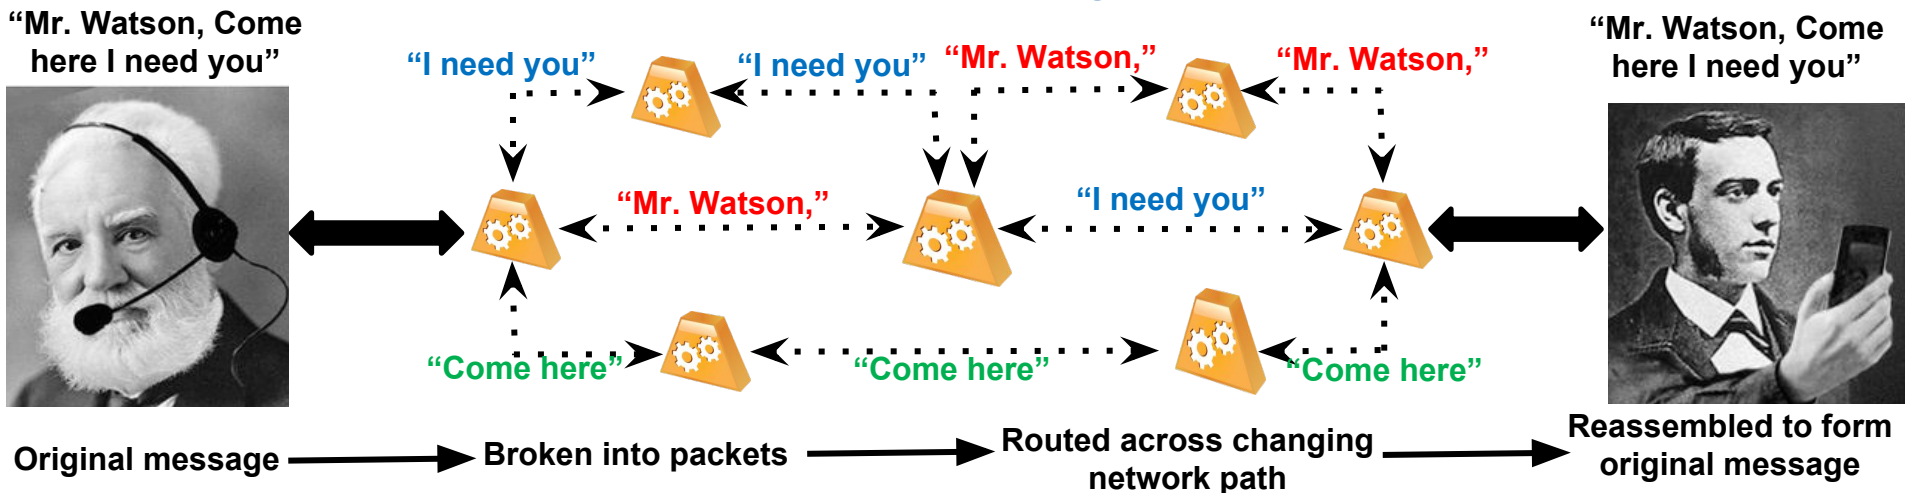 “Mr. Watson, Come
here I need you”
“I need you”
“I need you”
“Mr. Watson,”
“Mr. Watson,”
“Mr. Watson, Come
here I need you”
“Mr. Watson,”
“I need you”
“Come here”
“Come here”
“Come here”
Original message
Broken into packets
Routed across changing
network path
Reassembled to form
original message